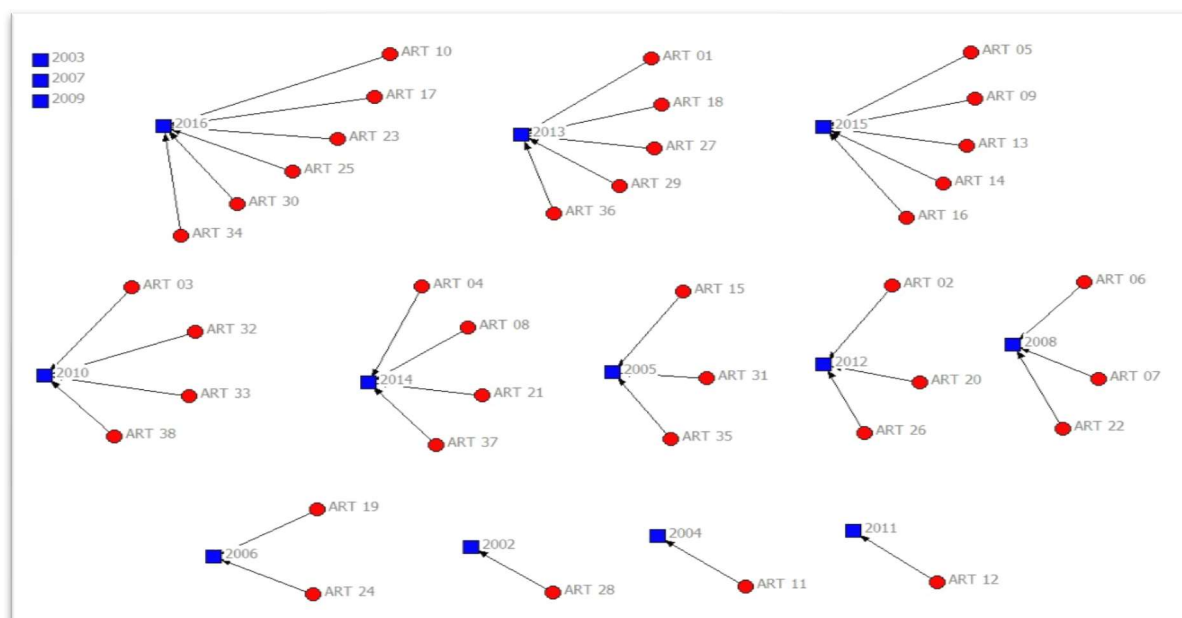 2003
2007
2009
2016
ART 10
ART 17
ART 23
ART 25
ART 30
ART 34
2013
ART 01
ART 18
ART 27
ART 29
ART 36
2015
ART 05
ART 09
ART 13
ART 14
ART 16
2010
ART 03
ART 32
ART 33
ART 38
2014
ART 04
ART 08
ART 21
ART 37
2005
ART 15
ART 31
ART 35
2012
ART 02
ART 20
ART 26
2008
ART 06
ART 07
ART 22
2006
ART 19
ART 24
2002
ART 28
2004
ART 11
2011
ART 12